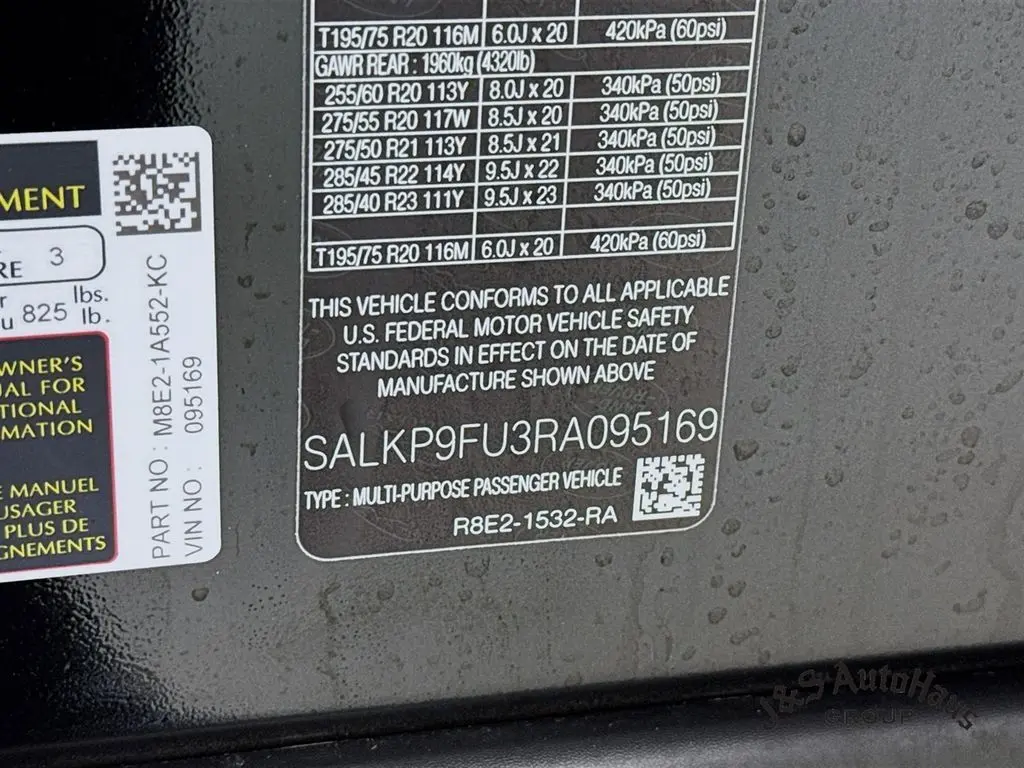 MENT
RE 3
825 lbs.
lb.
WNER'S
UAL FOR
TIONAL
MATION
E MANUEL
USAGER
PLUS DE
GNEMENTS
PART NO : M8E2-1A552-KC
VIN NO : 095169
T195/75 R20 116M 6.0J x 20 420kPa (60psi)
GAWR REAR : 1960kg (4320lb)
255/60 R20 113Y 8.0J x 20 340kPa (50psi)
275/55 R20 117W 8.5J x 20 340kPa (50psi)
275/50 R21 113Y 8.5J x 21 340kPa (50psi)
285/45 R22 114Y 9.5J x 22 340kPa (50psi)
285/40 R23 111Y 9.5J x 23 340kPa (50psi)
T195/75 R20 116M 6.0J x 20 420kPa (60psi)
THIS VEHICLE CONFORMS TO ALL APPLICABLE
U.S. FEDERAL MOTOR VEHICLE SAFETY
STANDARDS IN EFFECT ON THE DATE OF
MANUFACTURE SHOWN ABOVE
SALKP9FU3RA095169
TYPE : MULTI-PURPOSE PASSENGER VEHICLE
R8E2-1532-RA
J&S AutoHaus
GROUP